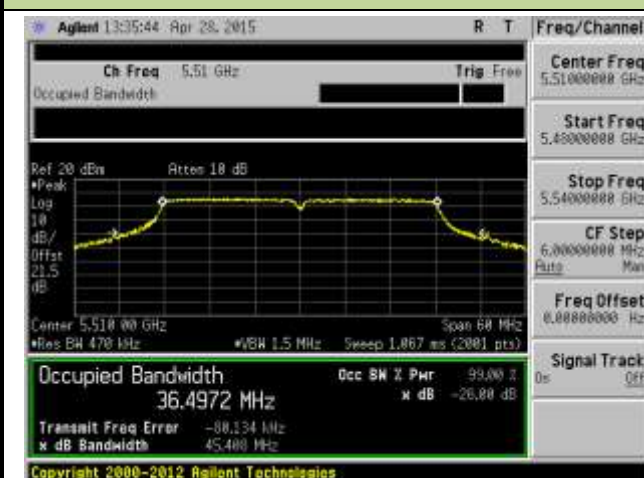 Agilent 13:35:44 Apr 28, 2015 R T
Freq/Channel
Ch Freq 5.51 GHz Trig Free
Occupied Bandwidth
Center Freq
5.51000000 GHz
Start Freq
5.48000000 GHz
Stop Freq
5.54000000 GHz
CF Step
6.00000000 MHz
Auto Man
Freq Offset
0.00000000 Hz
Signal Track
On Off
Ref 20 dBm Atten 10 dB
•Peak
Log
10
dB/
Offst
21.5
dB
Center 5.510 00 GHz Span 60 MHz
•Res BW 470 kHz •VBW 1.5 MHz Sweep 1.067 ms (2001 pts)
Occupied Bandwidth
36.4972 MHz
Occ BW % Pwr 99.00 %
x dB -26.00 dB
Transmit Freq Error -80.134 kHz
x dB Bandwidth 45.408 MHz
Copyright 2000-2012 Agilent Technologies